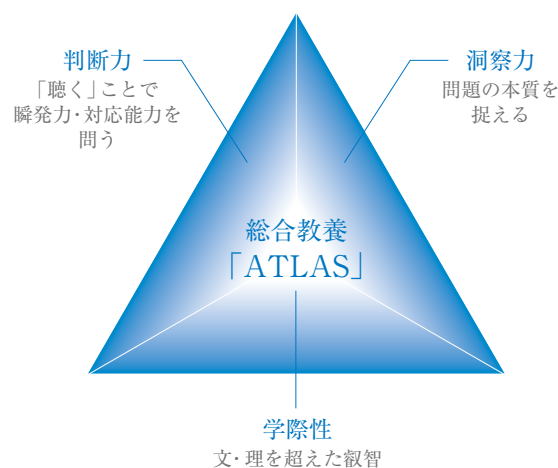 判断力
「聴く」ことで
瞬発力・対応能力を
問う
洞察力
問題の本質を
捉える
総合教養
「ATLAS」
学際性
文・理を超えた叡智